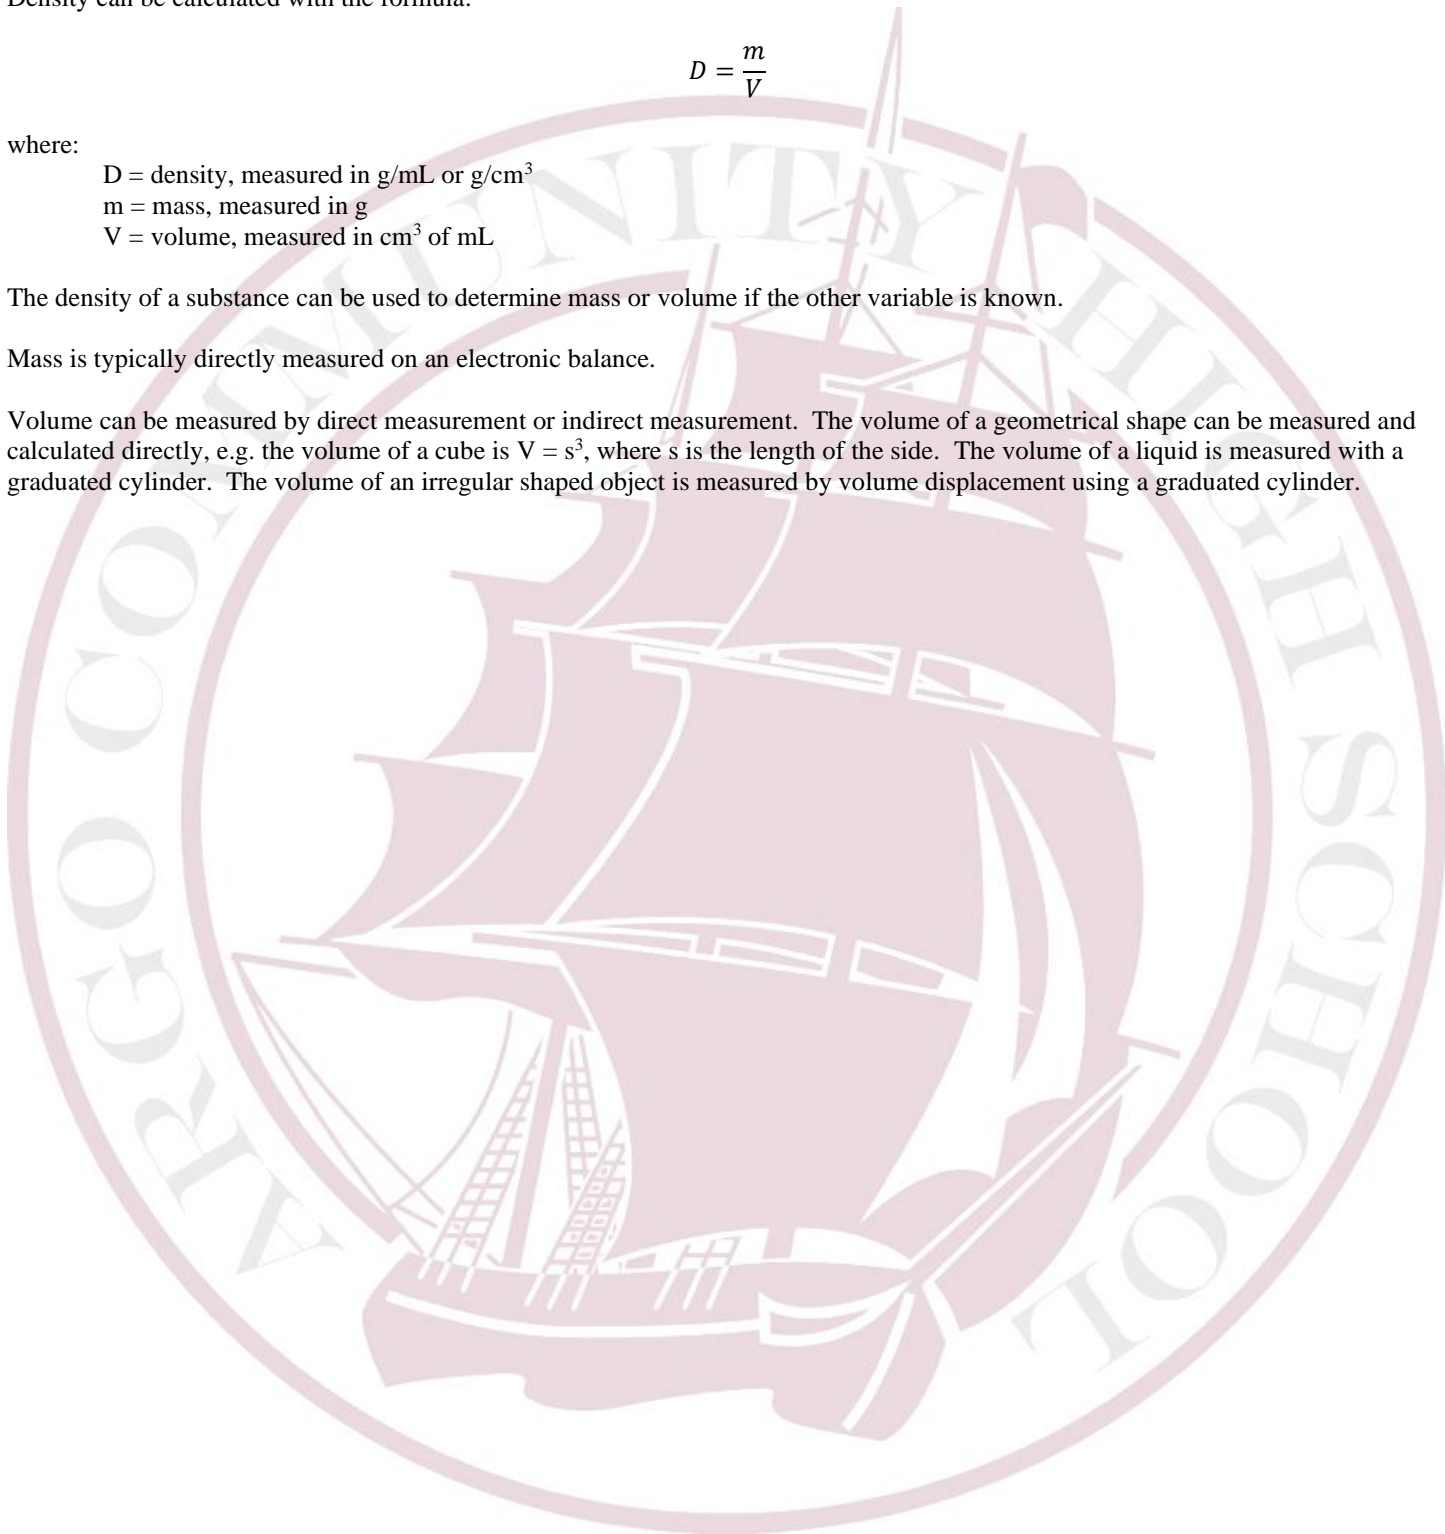 Density can be calculated with the formula:
D = m/V
where:
D = density, measured in g/mL or g/cm³
m = mass, measured in g
V = volume, measured in cm³ of mL
The density of a substance can be used to determine mass or volume if the other variable is known.
Mass is typically directly measured on an electronic balance.
Volume can be measured by direct measurement or indirect measurement.  The volume of a geometrical shape can be measured and
calculated directly, e.g. the volume of a cube is V = s³, where s is the length of the side.  The volume of a liquid is measured with a
graduated cylinder.  The volume of an irregular shaped object is measured by volume displacement using a graduated cylinder.
ARGO COMMUNITY HIGH SCHOOL